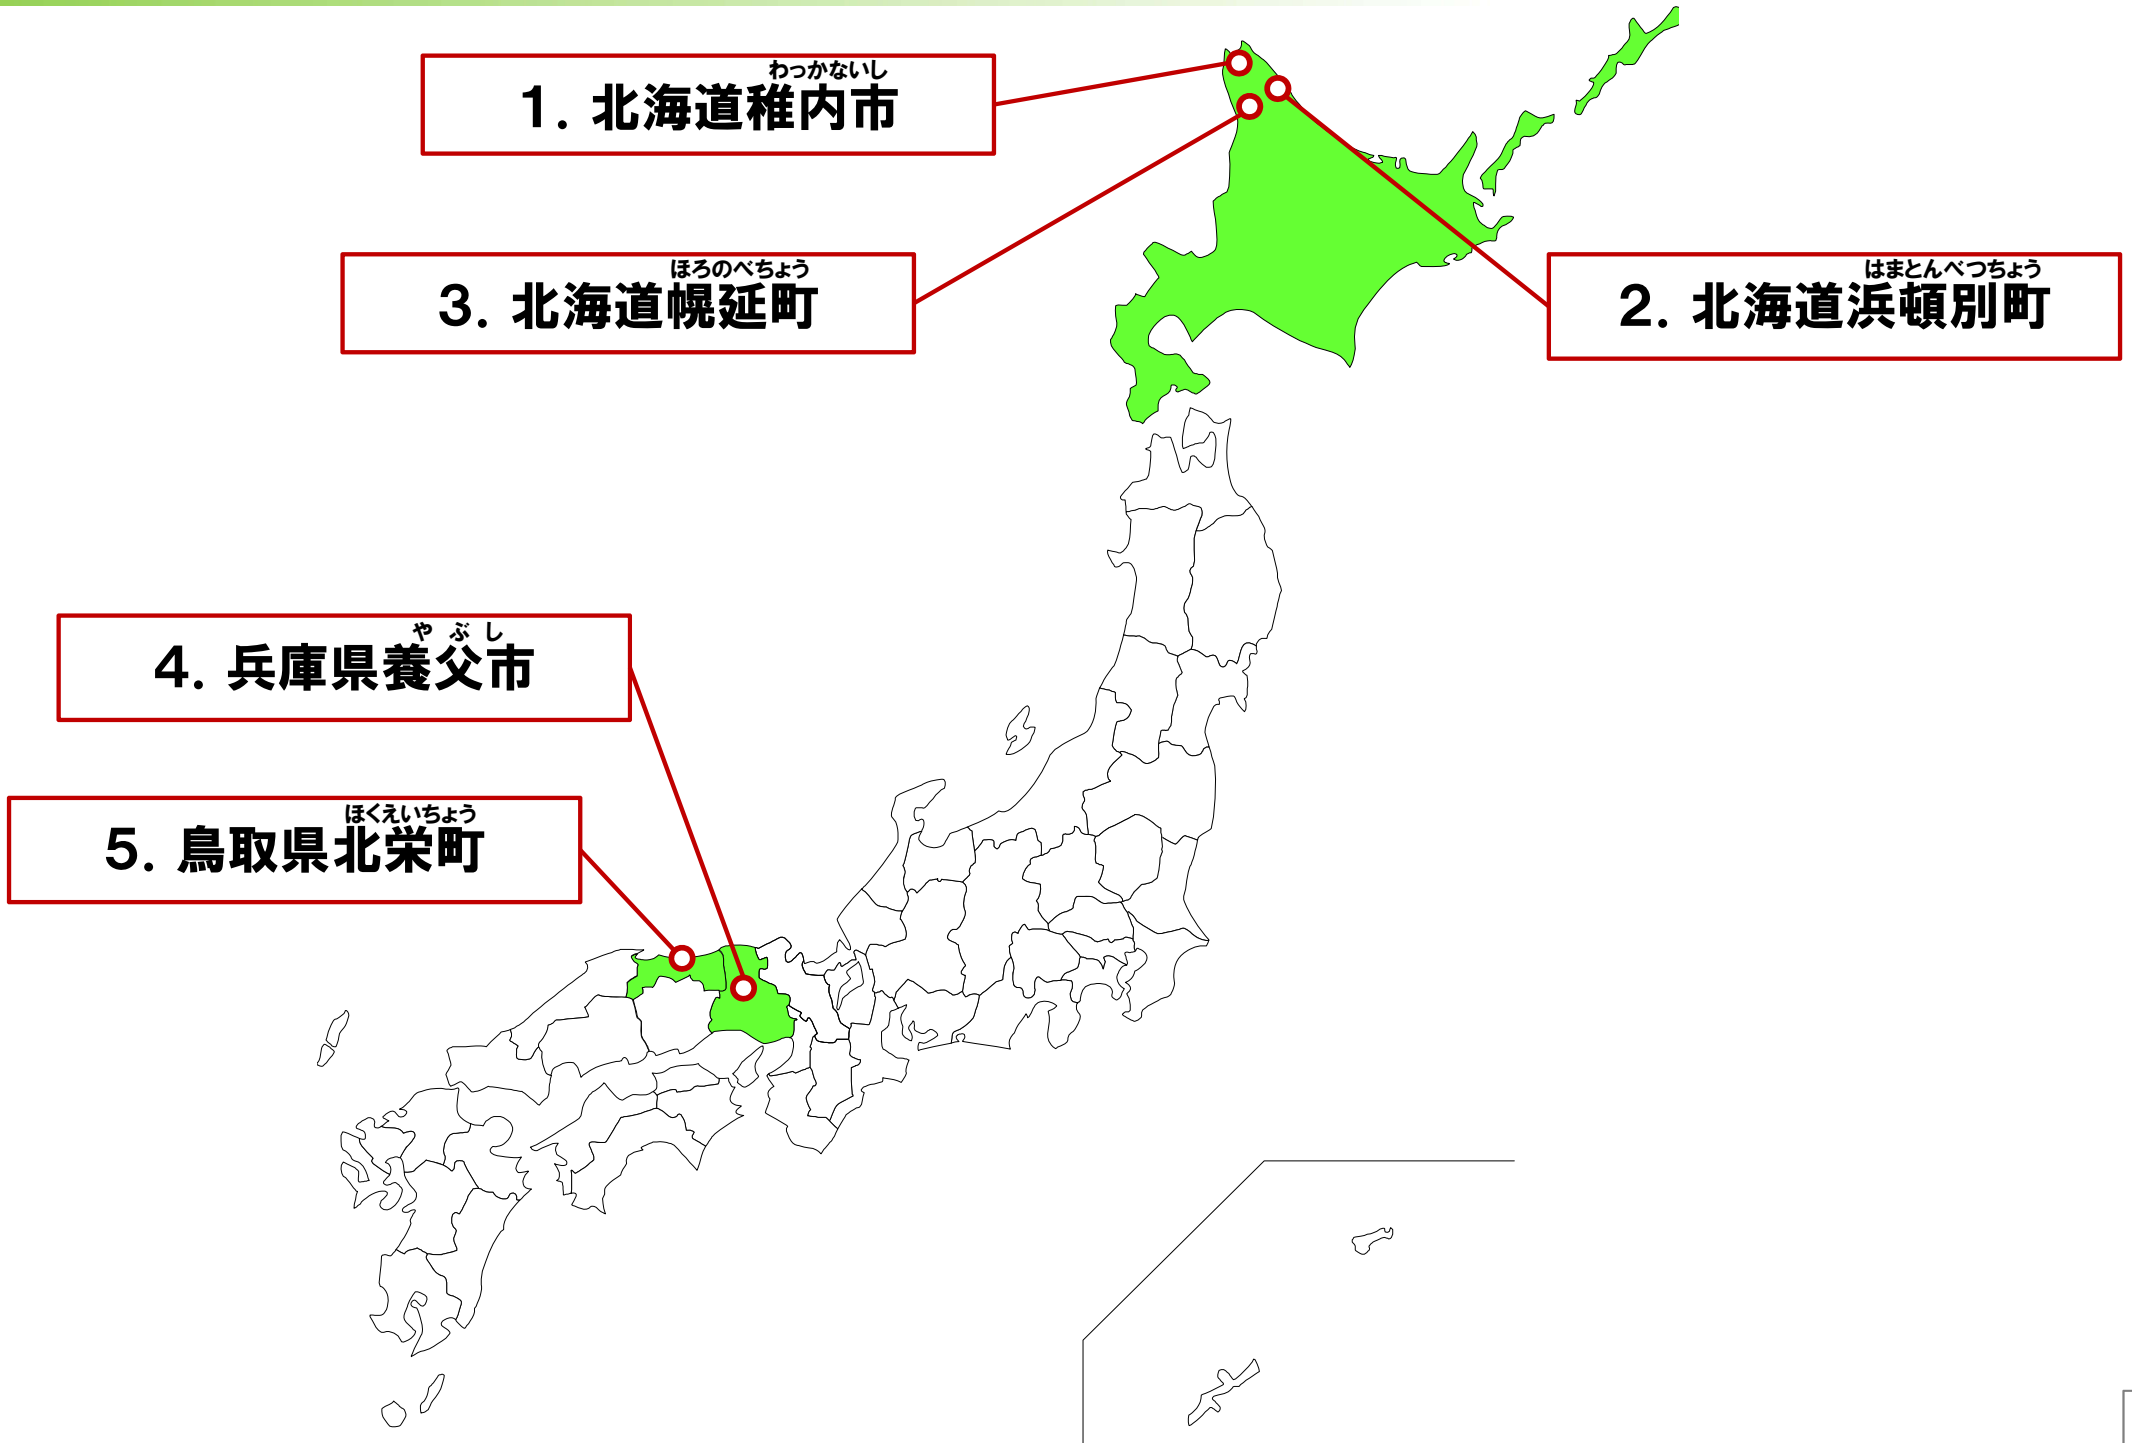 わっかないし
1. 北海道稚内市
ほろのべちょう
3. 北海道幌延町
はまとんべつちょう
2. 北海道浜頓別町
やぶし
4. 兵庫県養父市
ほくえいちょう
5. 鳥取県北栄町